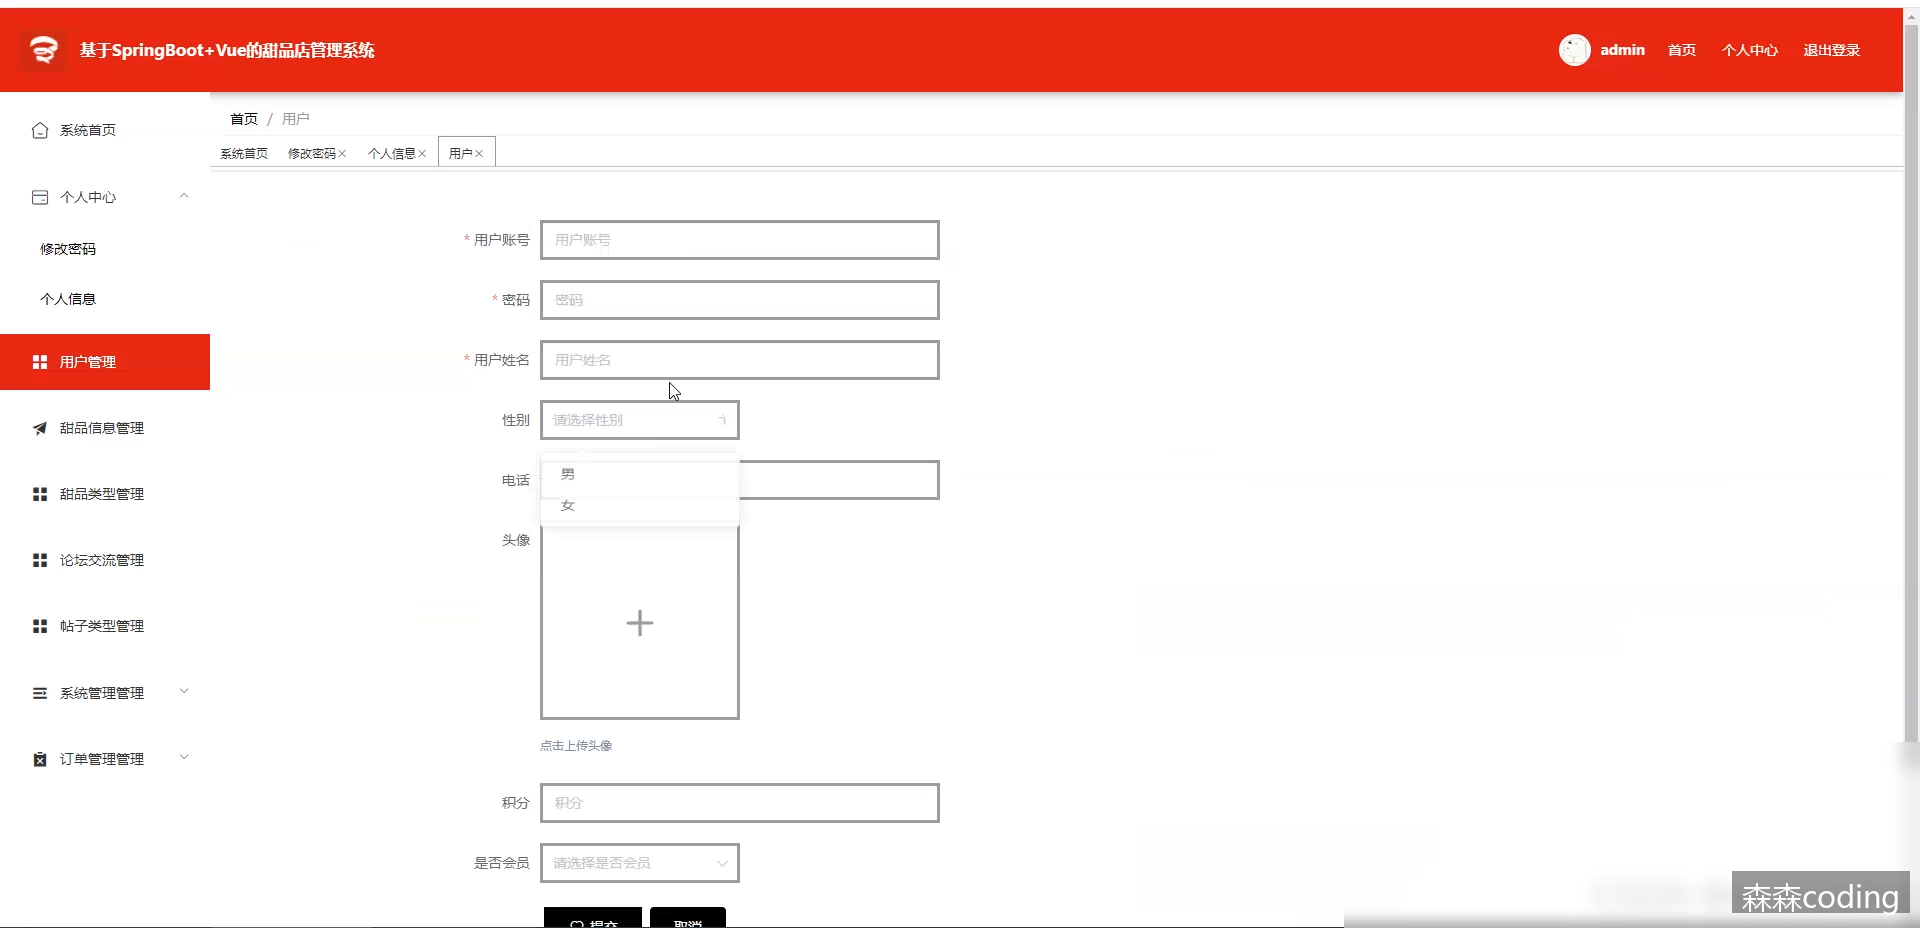 基于SpringBoot+Vue的甜品店管理系统
admin 首页 个人中心 退出登录
系统首页
个人中心
修改密码
个人信息
用户管理
甜品信息管理
甜品类型管理
论坛交流管理
帖子类型管理
系统管理管理
订单管理管理
首页 / 用户
系统首页 修改密码× 个人信息× 用户×
* 用户账号 用户账号
* 密码 密码
* 用户姓名 用户姓名
性别 请选择性别
男
电话
女
头像
点击上传头像
积分 积分
是否会员 请选择是否会员
提交 取消
森森coding